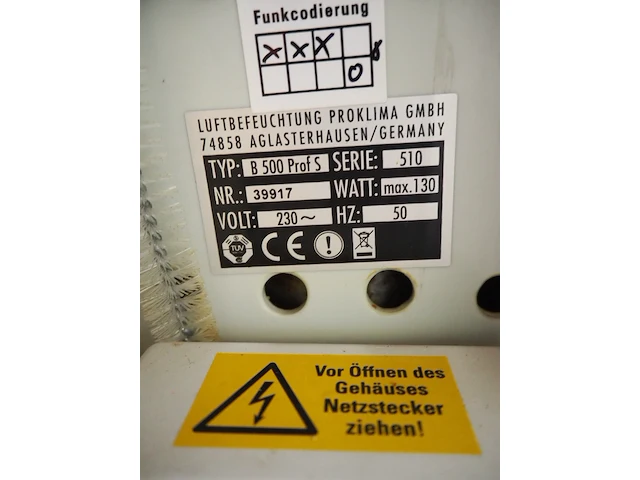 Funkcodierung
X X X
O 8
LUFTBEFEUCHTUNG PROKLIMA GMBH
74858 AGLASTERHAUSEN/GERMANY
TYP: B 500 Prof S SERIE: 510
NR.: 39917 WATT: max.130
VOLT: 230~ HZ: 50
TÜV CE !
Vor Öffnen des
Gehäuses
Netzstecker
ziehen!